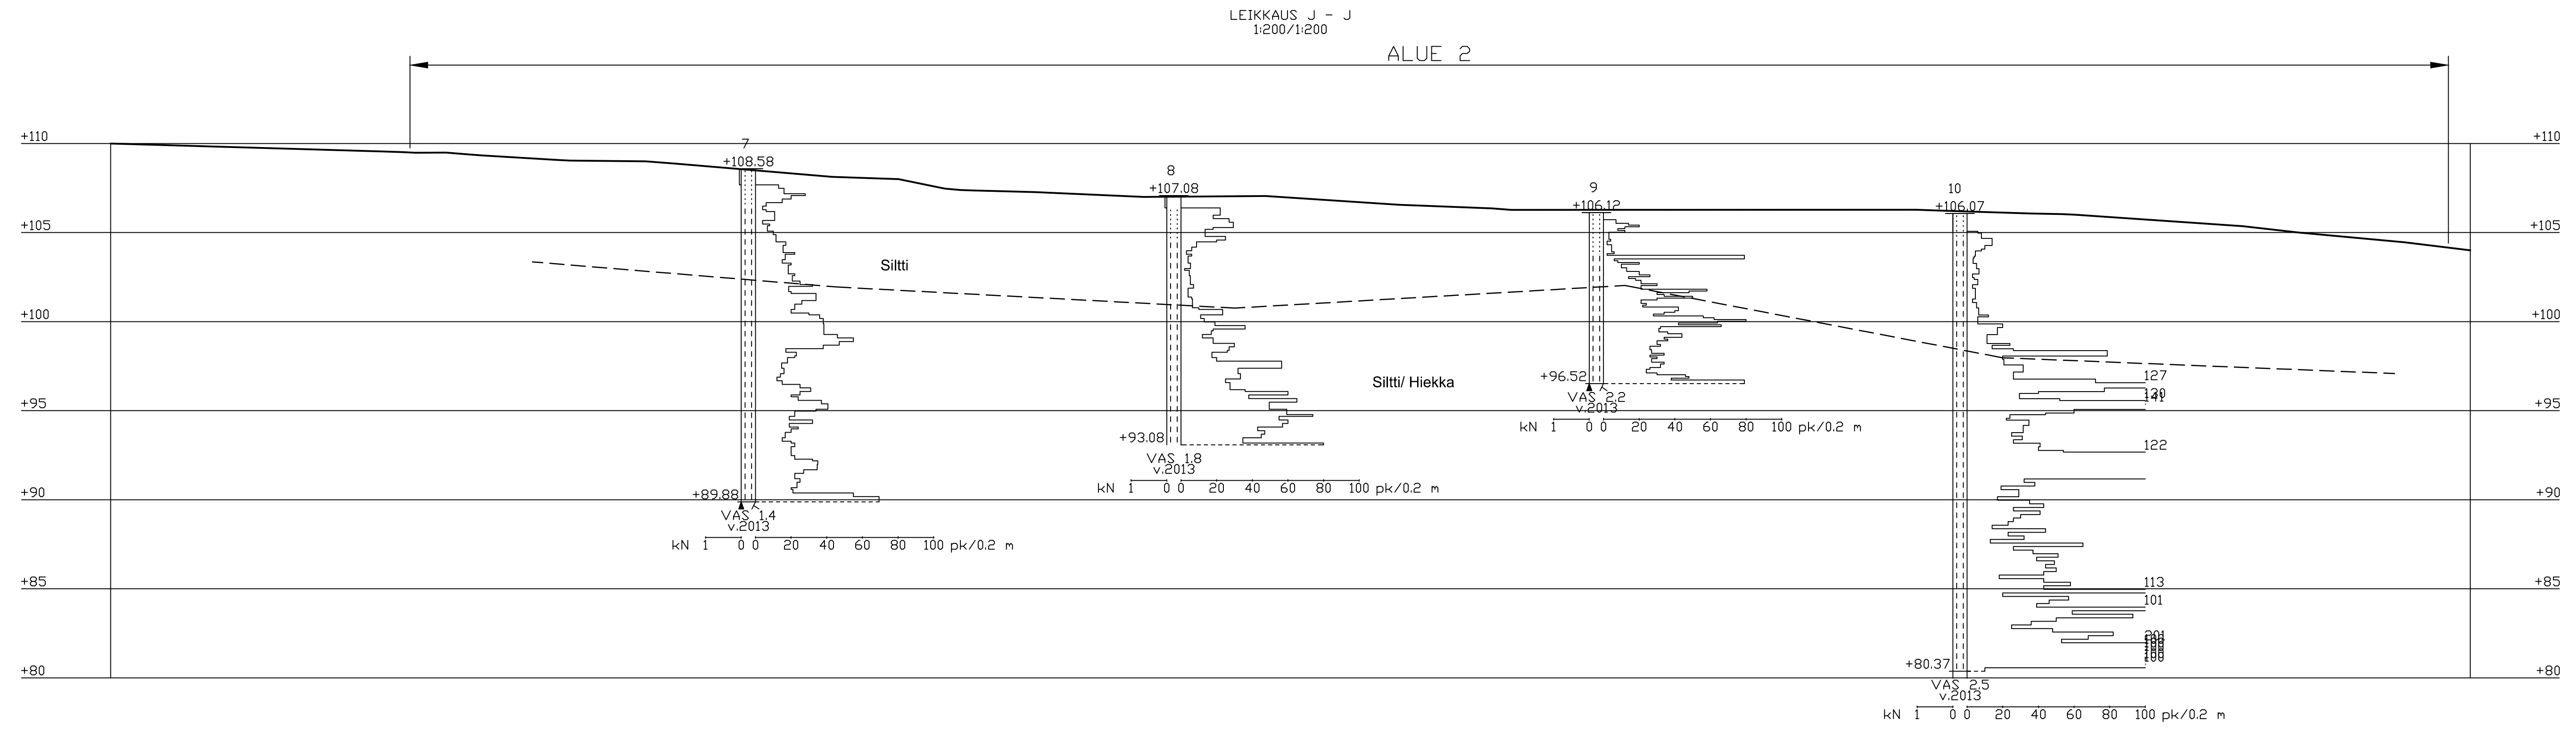 LEIKKAUS J - J
1:200/1:200
ALUE 2
+110 +110
7
+108.58
8
+107.08
9
+106.12
10
+106.07
+105 +105
Siltti
+100 +100
Siltti/ Hiekka
+96.52
VAS 2.2
v.2013
kN 1 0 0 20 40 60 80 100 pk/0.2 m
127
141
+95 +95
122
+93.08
VAS 1.8
v.2013
kN 1 0 0 20 40 60 80 100 pk/0.2 m
+90 +90
+89.88
VAS 1.4
v.2013
kN 1 0 0 20 40 60 80 100 pk/0.2 m
+85 +85
113
101
201
100
+80.37
+80 +80
VAS 2.5
v.2013
kN 1 0 0 20 40 60 80 100 pk/0.2 m